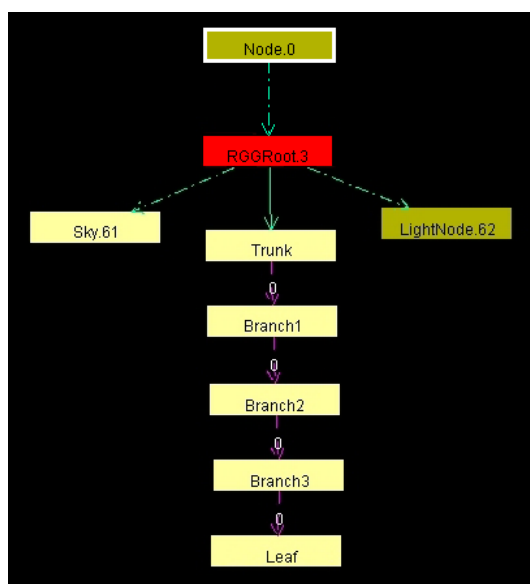 Node.0
RGGRoot.3
Sky.61
LightNode.62
Trunk
0
Branch1
0
Branch2
0
Branch3
0
Leaf